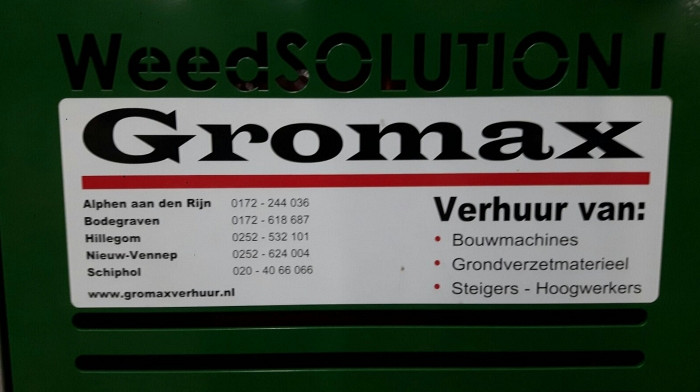 WeedSOLUTION I
Gromax
Alphen aan den Rijn 0172 - 244 036
Bodegraven 0172 - 618 687
Hillegom 0252 - 532 101
Nieuw-Vennep 0252 - 624 004
Schiphol 020 - 40 66 066
www.gromaxverhuur.nl
Verhuur van:
• Bouwmachines
• Grondverzetmaterieel
• Steigers - Hoogwerkers